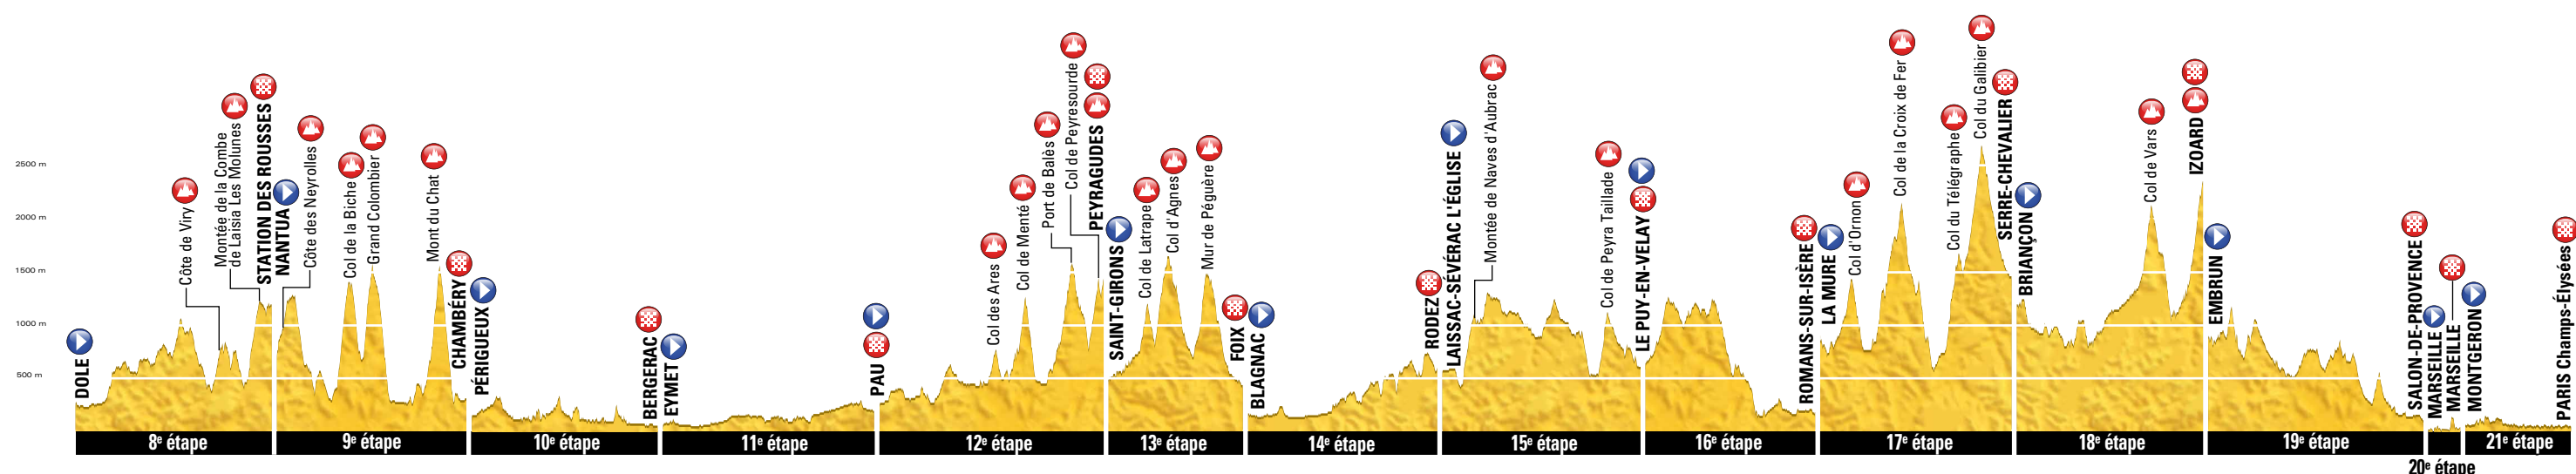 2500 m
2000 m
1500 m
1000 m
500 m
DOLE
Côte de Viry
Montée de la Combe
de Laisia Les Molunes
STATION DES ROUSSES
NANTUA
Côte des Neyrolles
Col de la Biche
Grand Colombier
Mont du Chat
CHAMBÉRY
PÉRIGUEUX
BERGERAC
EYMET
PAU
Col des Ares
Col de Menté
Port de Balès
Col de Peyresourde
PEYRAGUDES
SAINT-GIRONS
Col de Latrape
Col d'Agnes
Mur de Péguère
FOIX
BLAGNAC
RODEZ
LAISSAC-SÉVÉRAC L'ÉGLISE
Montée de Naves d'Aubrac
Col de Peyra Taillade
LE PUY-EN-VELAY
ROMANS-SUR-ISÈRE
LA MURE
Col d'Ornon
Col de la Croix de Fer
Col du Télégraphe
Col du Galibier
SERRE-CHEVALIER
BRIANÇON
Col de Vars
IZOARD
EMBRUN
SALON-DE-PROVENCE
MARSEILLE
MARSEILLE
MONTGERON
PARIS Champs-Élysées
8e étape
9e étape
10e étape
11e étape
12e étape
13e étape
14e étape
15e étape
16e étape
17e étape
18e étape
19e étape
20e étape
21e étape